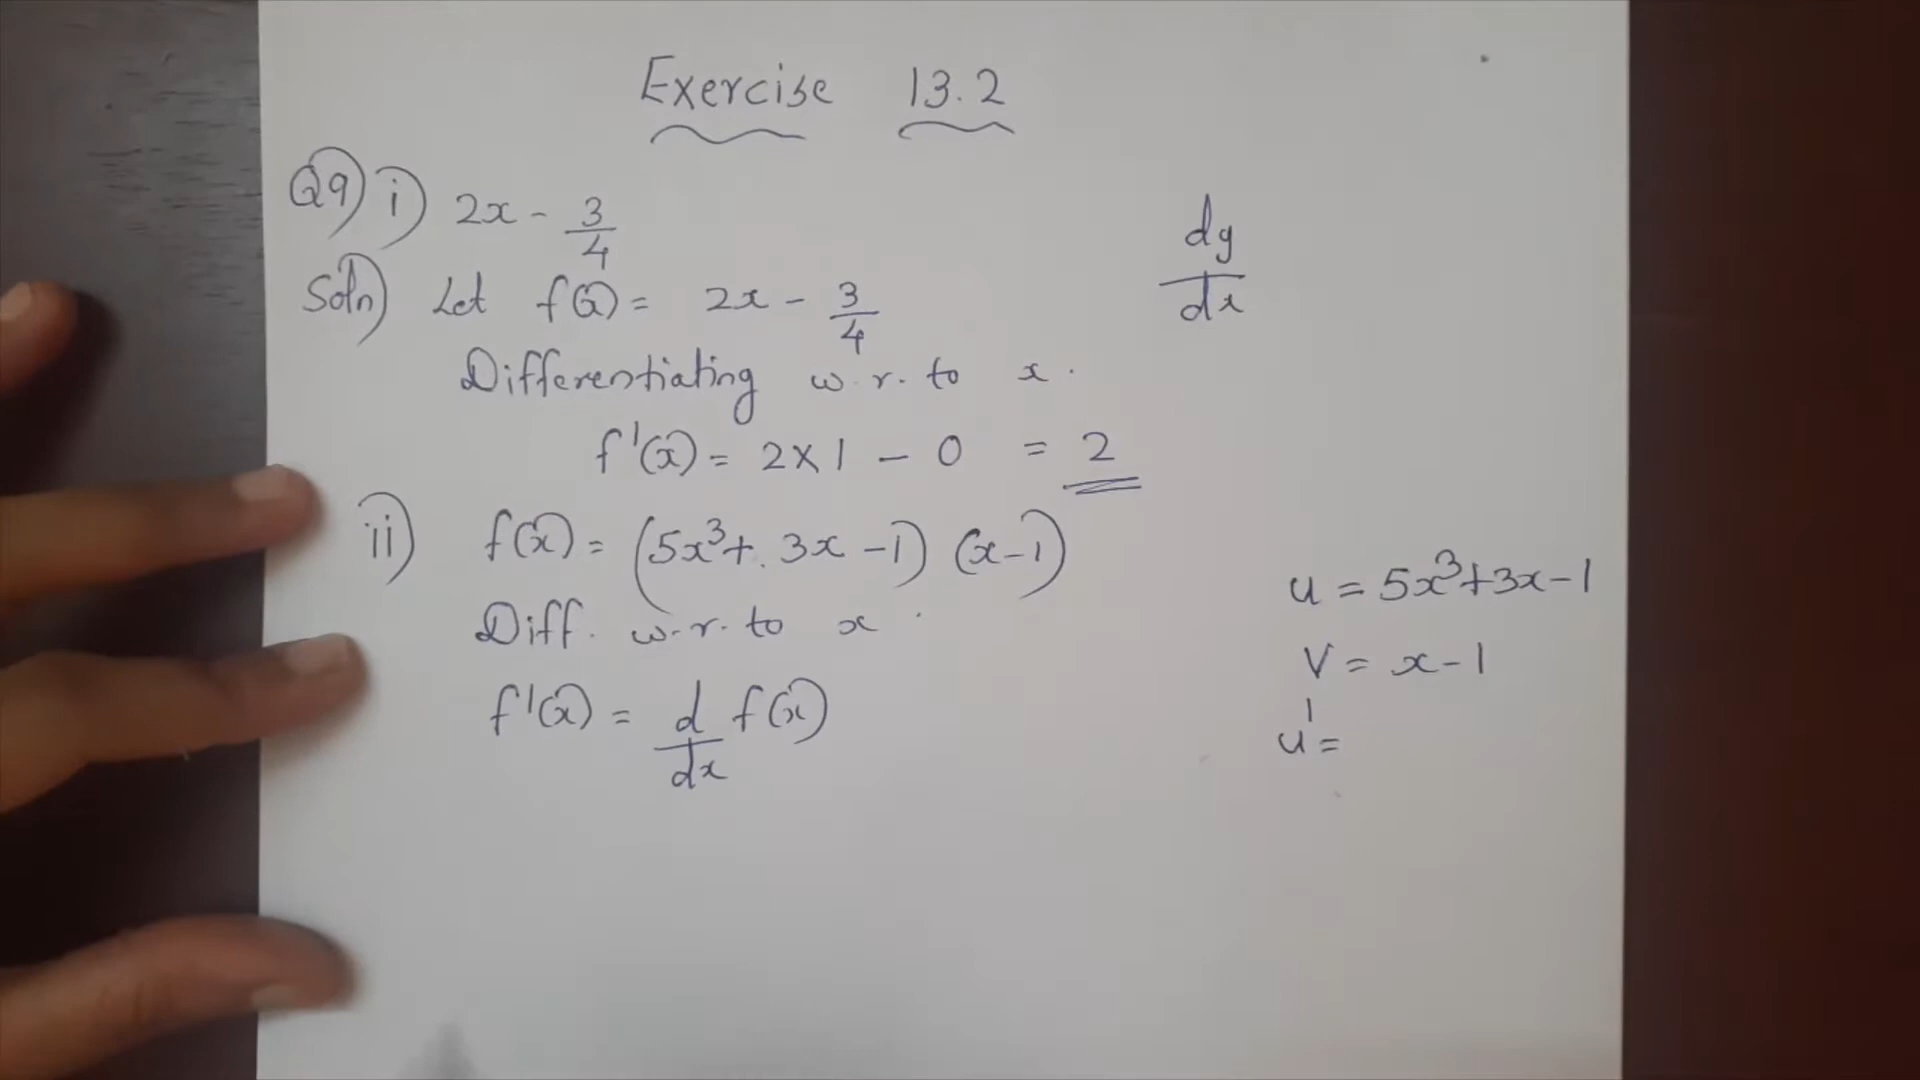 Exercise 13.2
Q9) i) 2x - 3/4
Soln) Let f(x) = 2x - 3/4
dy/dx
Differentiating w.r. to x.
f'(x) = 2×1 - 0 = 2
ii) f(x) = (5x³ + 3x - 1) (x-1)
Diff. w.r. to x.
f'(x) = d/dx f(x)
u = 5x³+3x-1
v = x-1
u' =